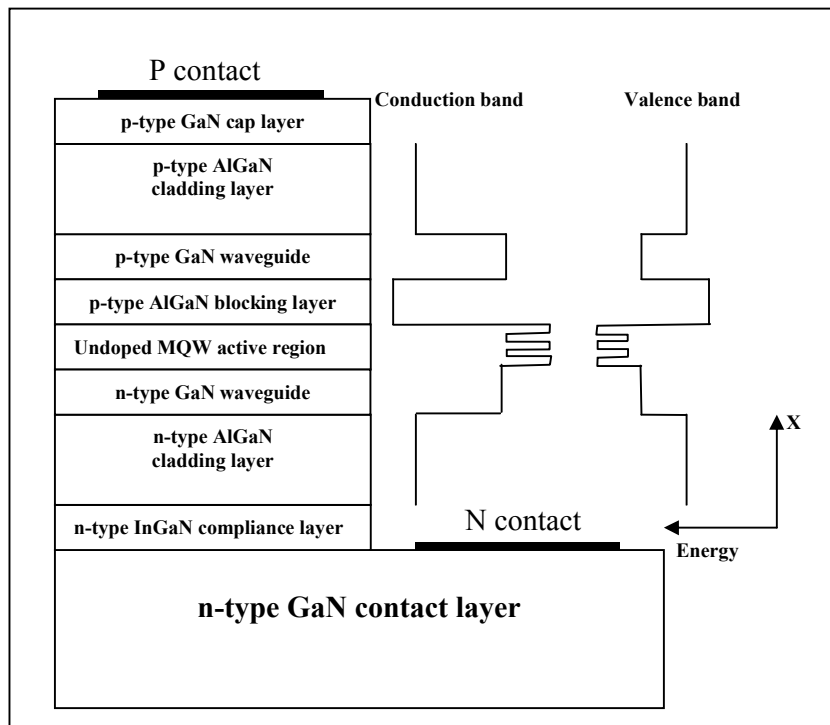 P contact
Conduction band
Valence band
p-type GaN cap layer
p-type AlGaN
cladding layer
p-type GaN waveguide
p-type AlGaN blocking layer
Undoped MQW active region
n-type GaN waveguide
n-type AlGaN
cladding layer
X
n-type InGaN compliance layer
N contact
Energy
n-type GaN contact layer